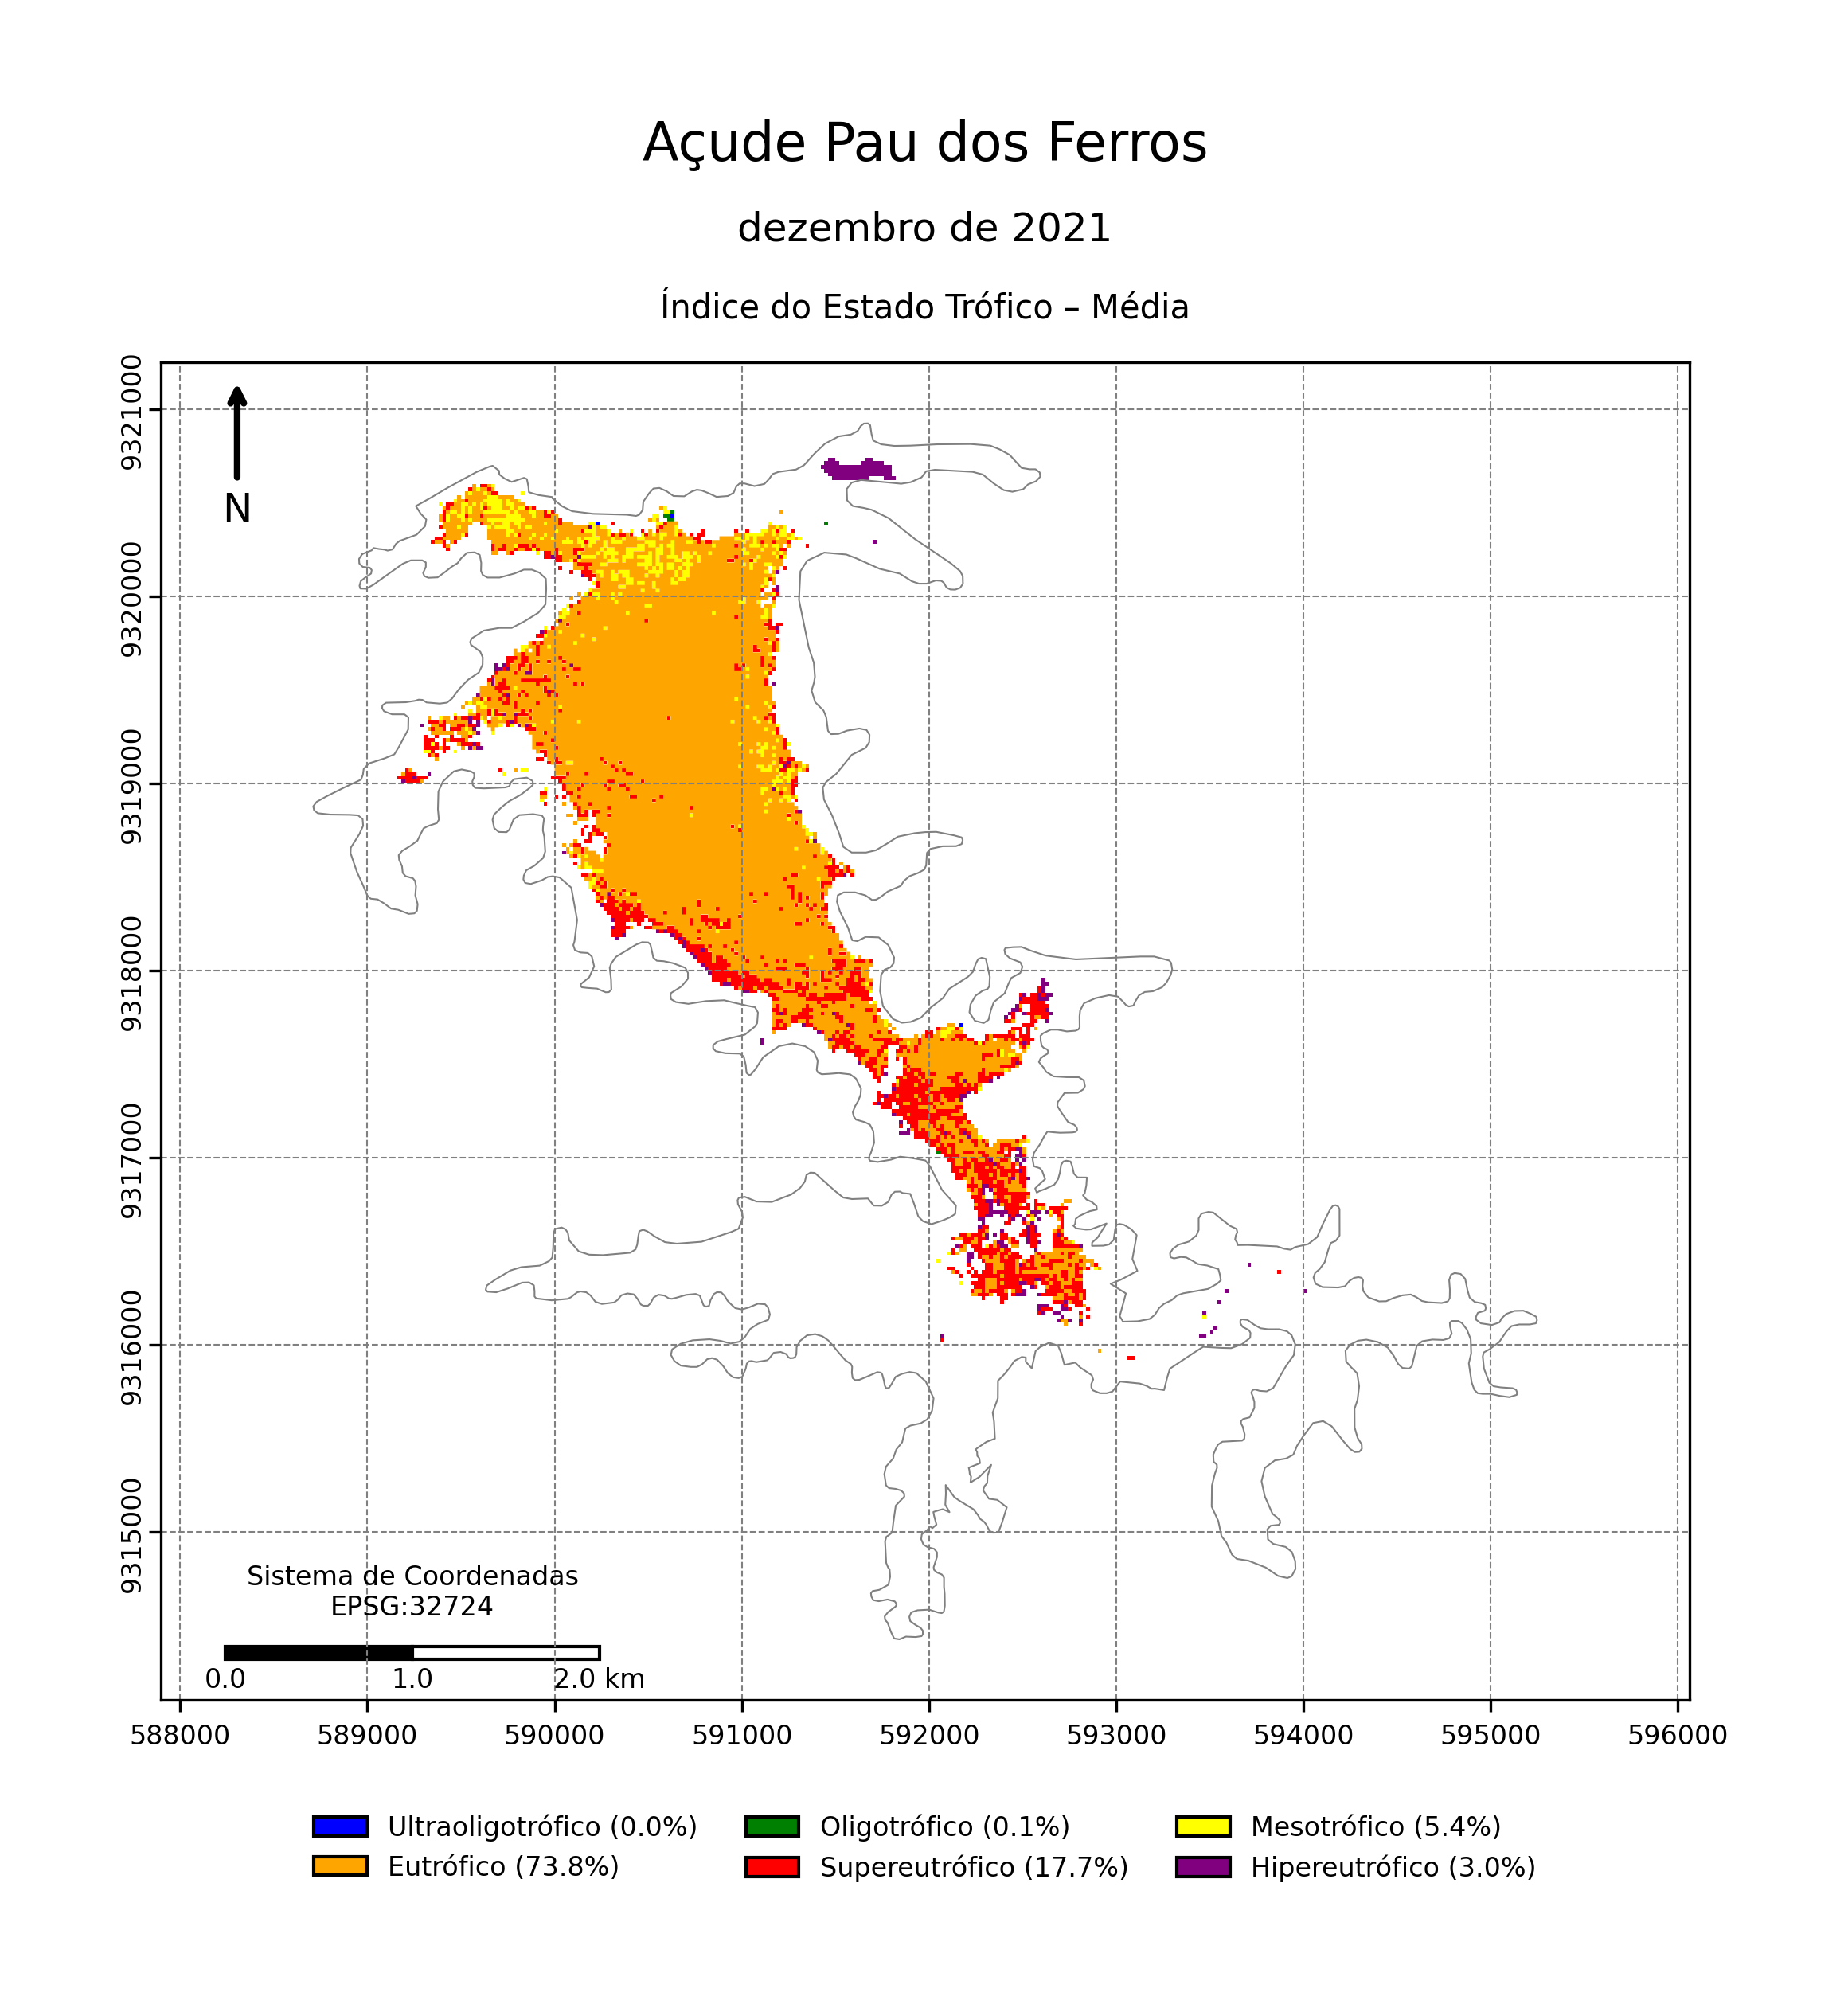 Açude Pau dos Ferros
dezembro de 2021
Índice do Estado Trófico – Média
9321000
9320000
9319000
9318000
9317000
9316000
9315000
N
Sistema de Coordenadas
EPSG:32724
0.0 1.0 2.0 km
588000 589000 590000 591000 592000 593000 594000 595000 596000
Ultraoligotrófico (0.0%) Oligotrófico (0.1%) Mesotrófico (5.4%)
Eutrófico (73.8%) Supereutrófico (17.7%) Hipereutrófico (3.0%)